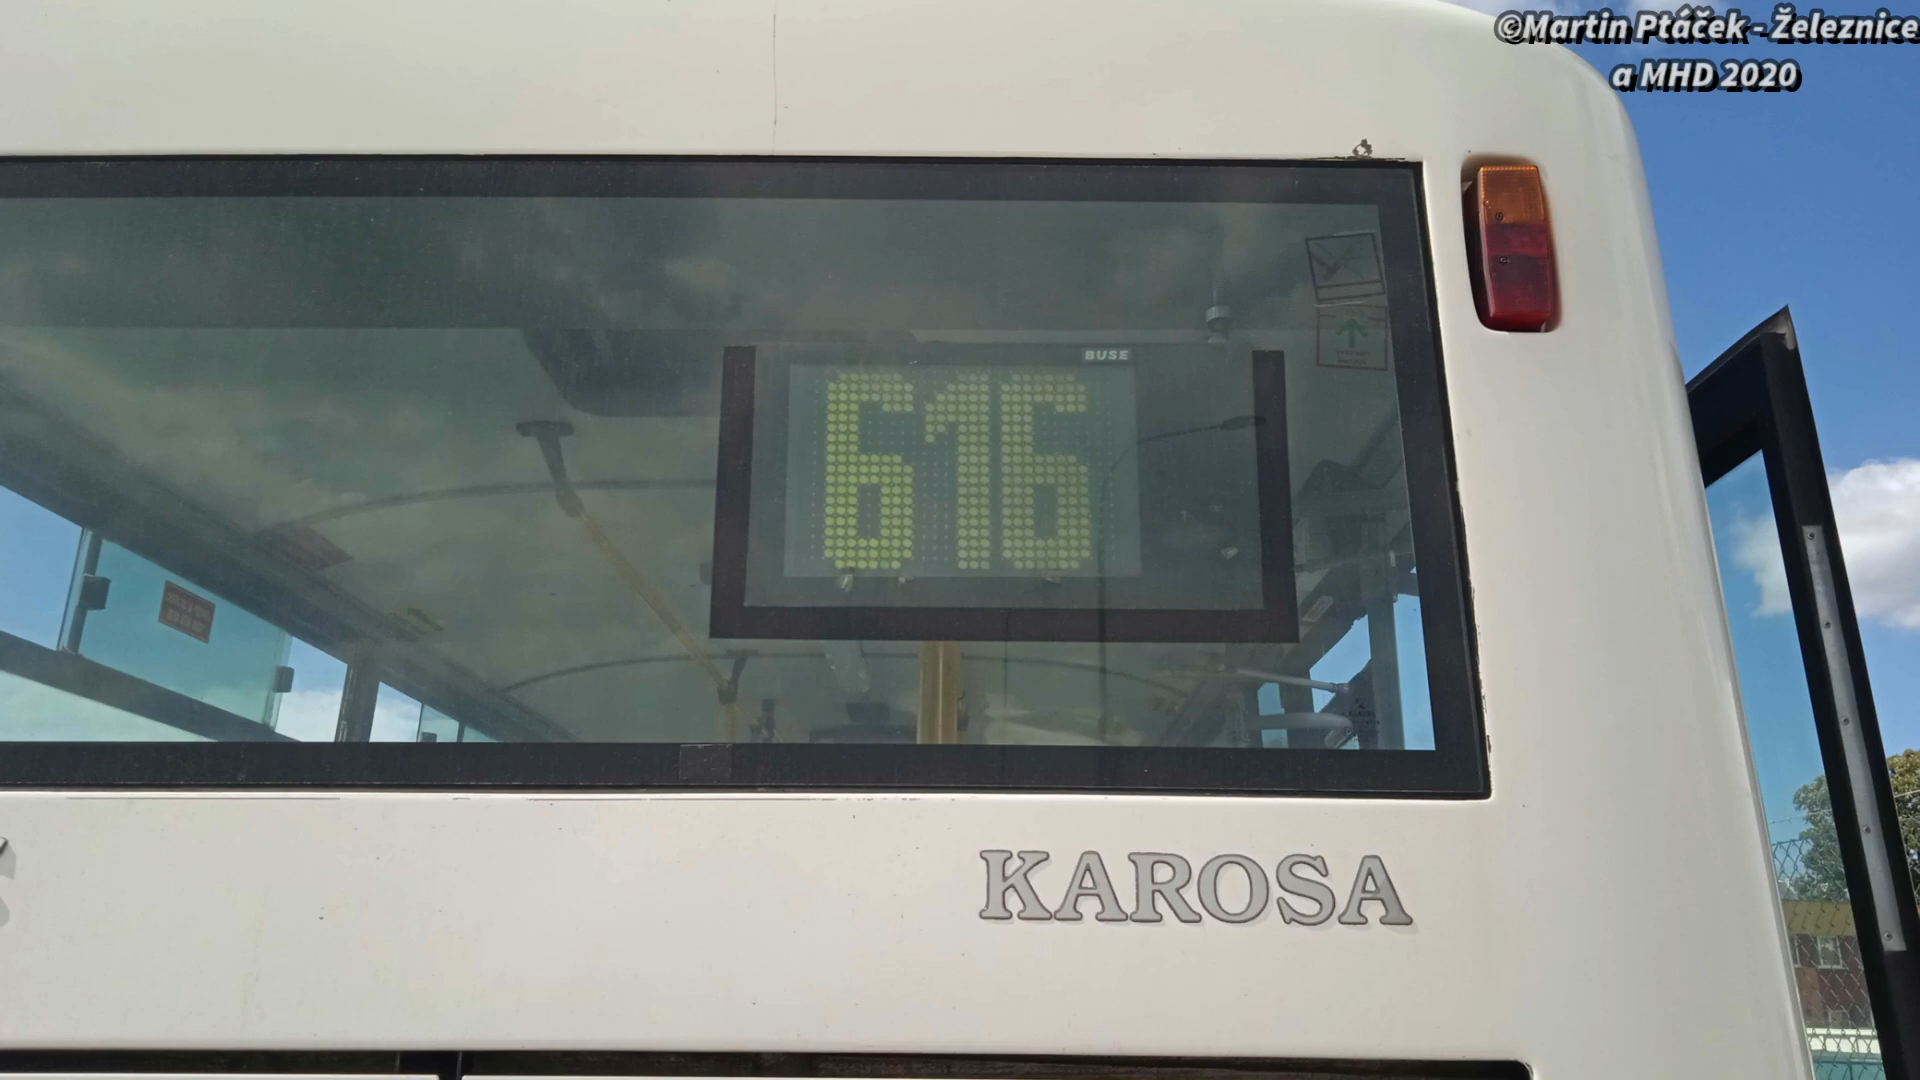 ©Martin Ptáček - Železnice
a MHD 2020
BUSE
616
KAROSA